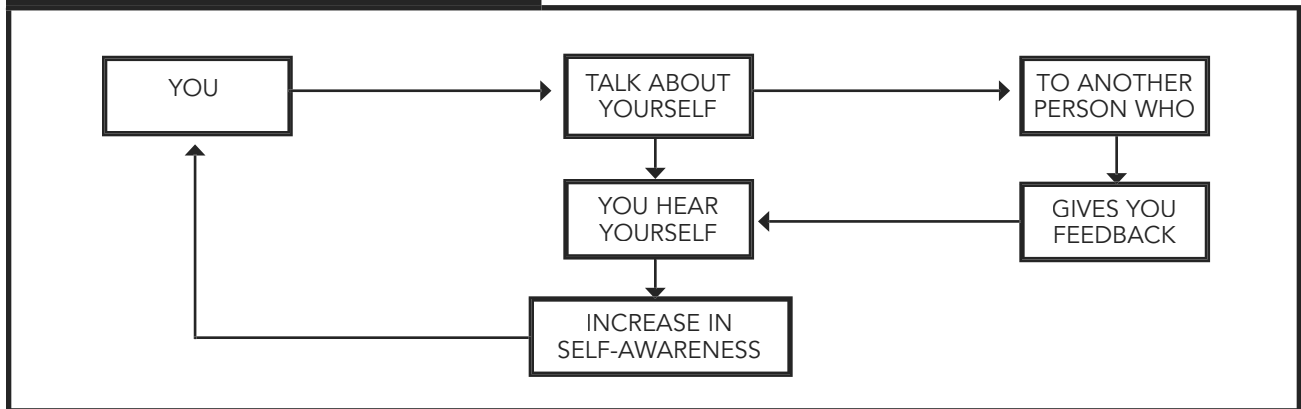 YOU
TALK ABOUT
YOURSELF
TO ANOTHER
PERSON WHO
YOU HEAR
YOURSELF
GIVES YOU
FEEDBACK
INCREASE IN
SELF-AWARENESS